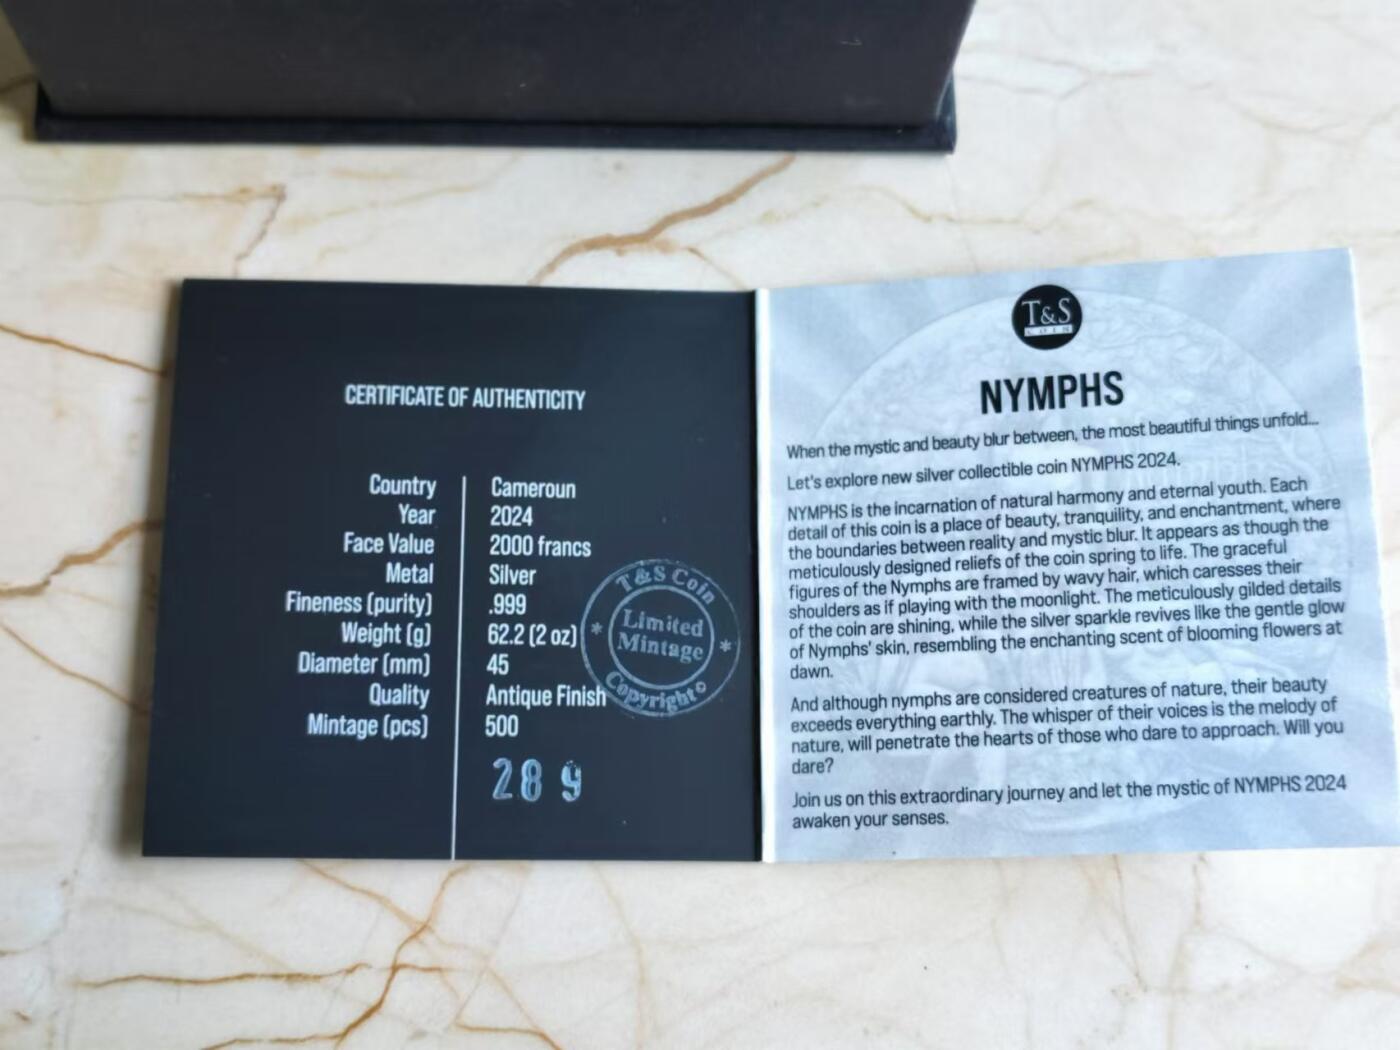 CERTIFICATE OF AUTHENTICITY
Country Cameroun
Year 2024
Face Value 2000 francs
Metal Silver
Fineness (purity) .999
Weight (g) 62.2 (2 oz)
Diameter (mm) 45
Quality Antique Finish
Mintage (pcs) 500
289
T & S Coin
* Limited *
Mintage
Copyright©
T&S
COIN
NYMPHS
When the mystic and beauty blur between, the most beautiful things unfold...
Let's explore new silver collectible coin NYMPHS 2024.
NYMPHS is the incarnation of natural harmony and eternal youth. Each
detail of this coin is a place of beauty, tranquility, and enchantment, where
the boundaries between reality and mystic blur. It appears as though the
meticulously designed reliefs of the coin spring to life. The graceful
figures of the Nymphs are framed by wavy hair, which caresses their
shoulders as if playing with the moonlight. The meticulously gilded details
of the coin are shining, while the silver sparkle revives like the gentle glow
of Nymphs' skin, resembling the enchanting scent of blooming flowers at
dawn.
And although nymphs are considered creatures of nature, their beauty
exceeds everything earthly. The whisper of their voices is the melody of
nature, will penetrate the hearts of those who dare to approach. Will you
dare?
Join us on this extraordinary journey and let the mystic of NYMPHS 2024
awaken your senses.